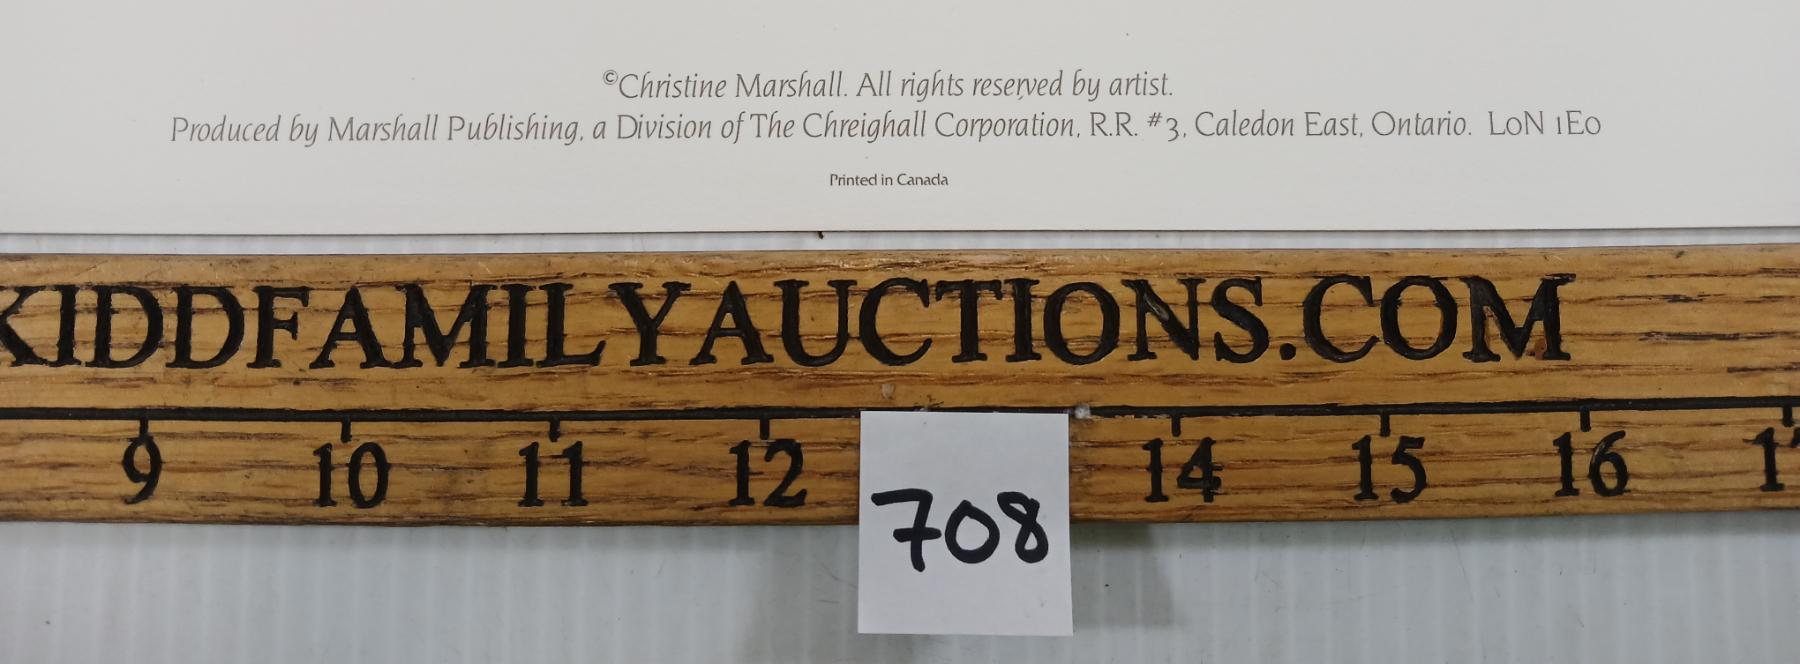 ©Christine Marshall. All rights reserved by artist.
Produced by Marshall Publishing, a Division of The Chreighall Corporation, R.R. #3, Caledon East, Ontario. L0N 1E0
Printed in Canada
KIDDFAMILYAUCTIONS.COM
9 10 11 12 14 15 16
708